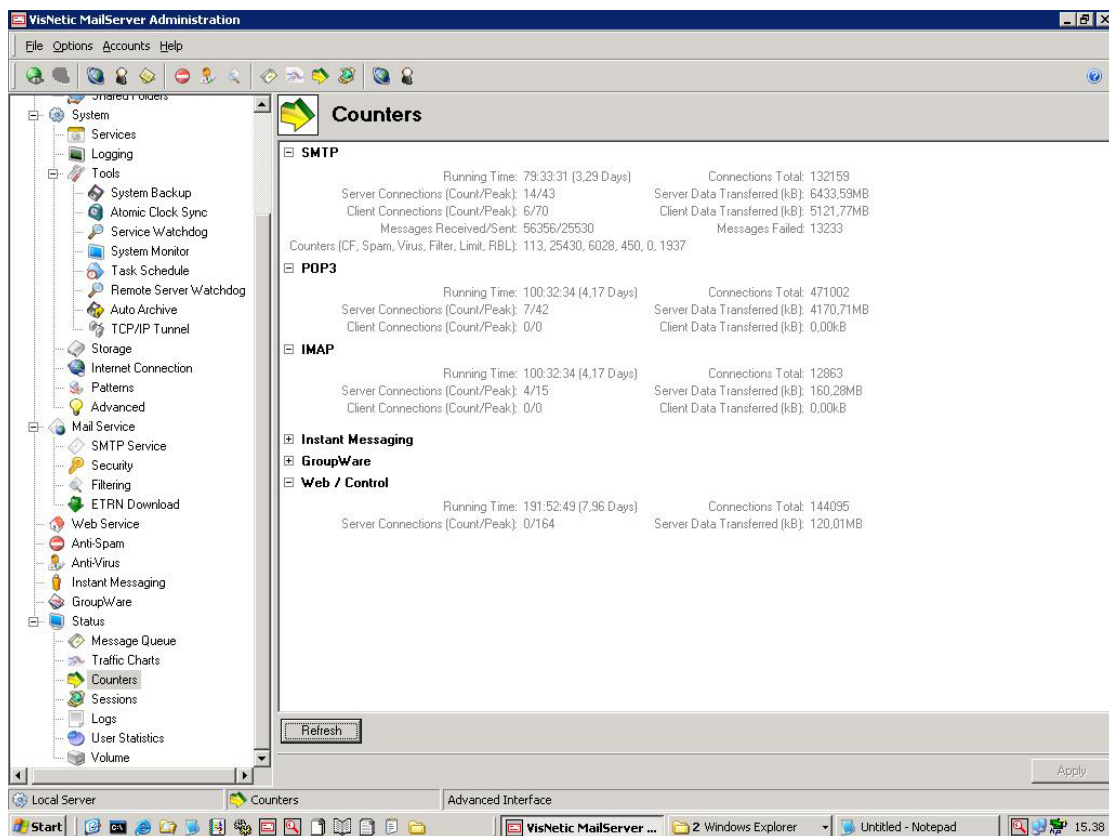 VisNetic MailServer Administration
File Options Accounts Help
Shared Folders
System
Services
Logging
Tools
System Backup
Atomic Clock Sync
Service Watchdog
System Monitor
Task Schedule
Remote Server Watchdog
Auto Archive
TCP/IP Tunnel
Storage
Internet Connection
Patterns
Advanced
Mail Service
SMTP Service
Security
Filtering
ETRN Download
Web Service
Anti-Spam
Anti-Virus
Instant Messaging
GroupWare
Status
Message Queue
Traffic Charts
Counters
Sessions
Logs
User Statistics
Volume
Counters
SMTP
Running Time: 79:33:31 (3,29 Days) Connections Total: 132159
Server Connections (Count/Peak): 14/43 Server Data Transferred (kB): 6433,59MB
Client Connections (Count/Peak): 6/70 Client Data Transferred (kB): 5121,77MB
Messages Received/Sent: 56356/25530 Messages Failed: 13233
Counters (CF, Spam, Virus, Filter, Limit, RBL): 113, 25430, 6028, 450, 0, 1937
POP3
Running Time: 100:32:34 (4,17 Days) Connections Total: 471002
Server Connections (Count/Peak): 7/42 Server Data Transferred (kB): 4170,71MB
Client Connections (Count/Peak): 0/0 Client Data Transferred (kB): 0,00kB
IMAP
Running Time: 100:32:34 (4,17 Days) Connections Total: 12863
Server Connections (Count/Peak): 4/15 Server Data Transferred (kB): 160,28MB
Client Connections (Count/Peak): 0/0 Client Data Transferred (kB): 0,00kB
Instant Messaging
GroupWare
Web / Control
Running Time: 191:52:49 (7,96 Days) Connections Total: 144095
Server Connections (Count/Peak): 0/164 Server Data Transferred (kB): 120,01MB
Refresh
Apply
Local Server Counters Advanced Interface
Start VisNetic MailServer ... 2 Windows Explorer Untitled - Notepad 15.38